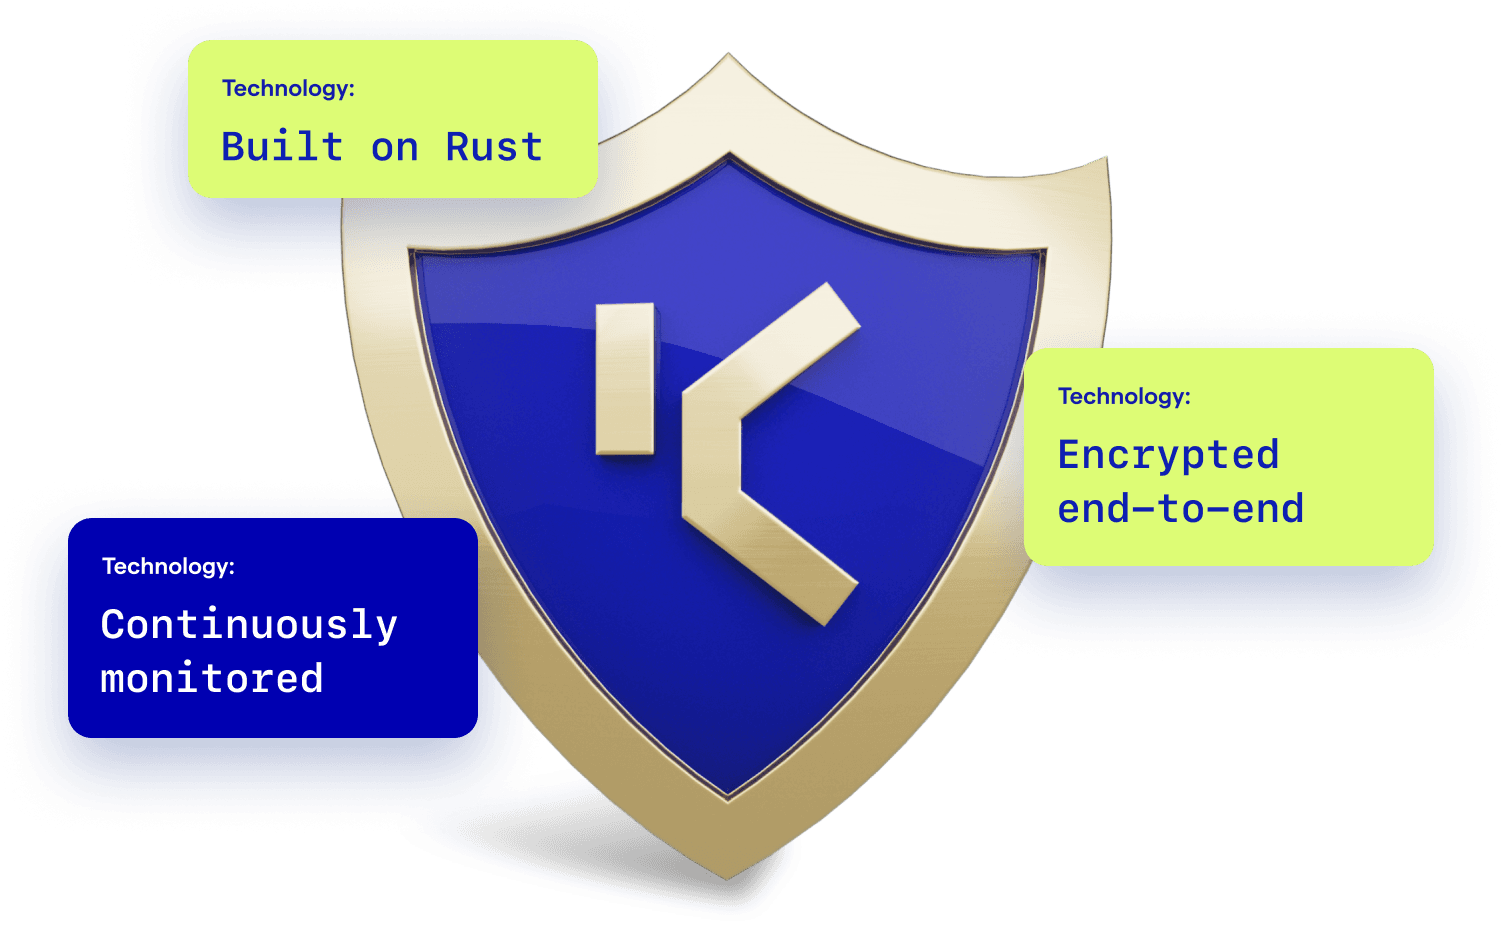 Technology:
Built on Rust
Technology:
Encrypted
end-to-end
Technology:
Continuously
monitored